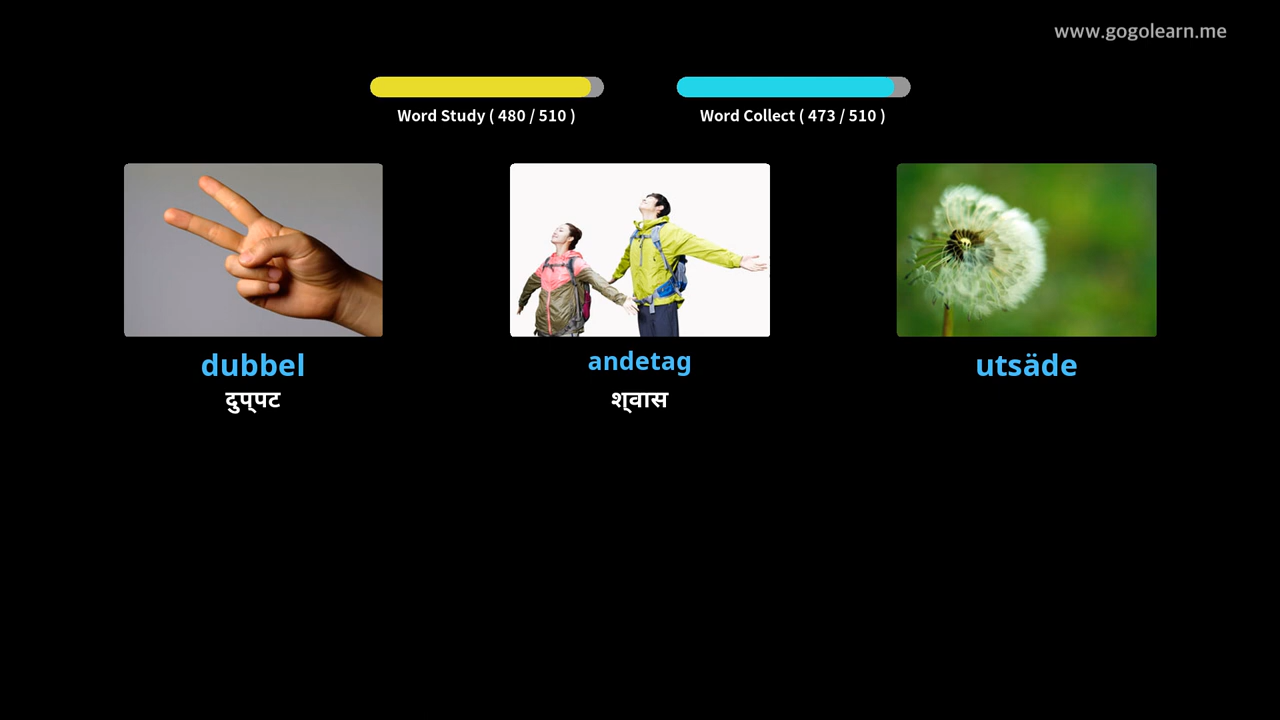 www.gogolearn.me
Word Study ( 480 / 510 )
Word Collect ( 473 / 510 )
dubbel
andetag
utsäde
दुप्पट
श्वास